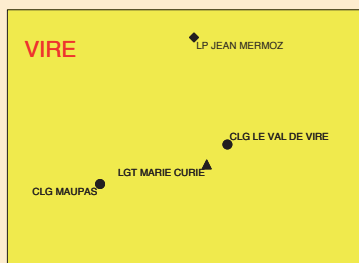 VIRE
LP JEAN MERMOZ
CLG LE VAL DE VIRE
LGT MARIE CURIE
CLG MAUPAS